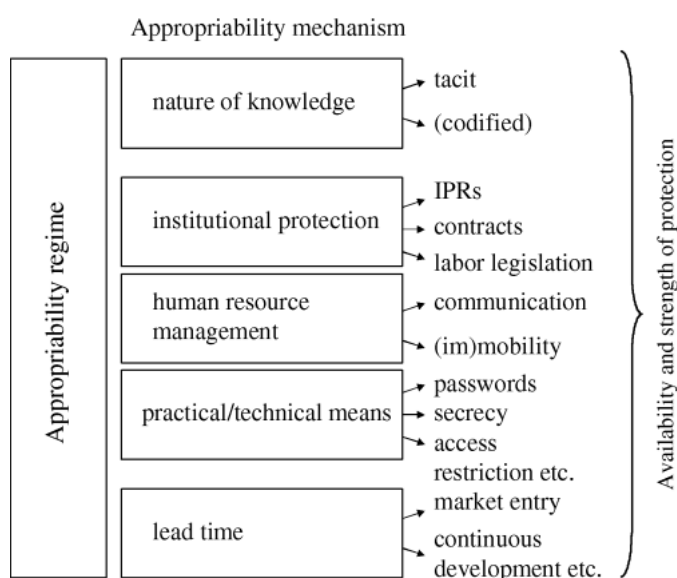 Appropriability mechanism
Appropriability regime
nature of knowledge
tacit
(codified)
institutional protection
IPRs
contracts
labor legislation
human resource
management
communication
(im)mobility
practical/technical means
passwords
secrecy
access
restriction etc.
lead time
market entry
continuous
development etc.
Availability and strength of protection